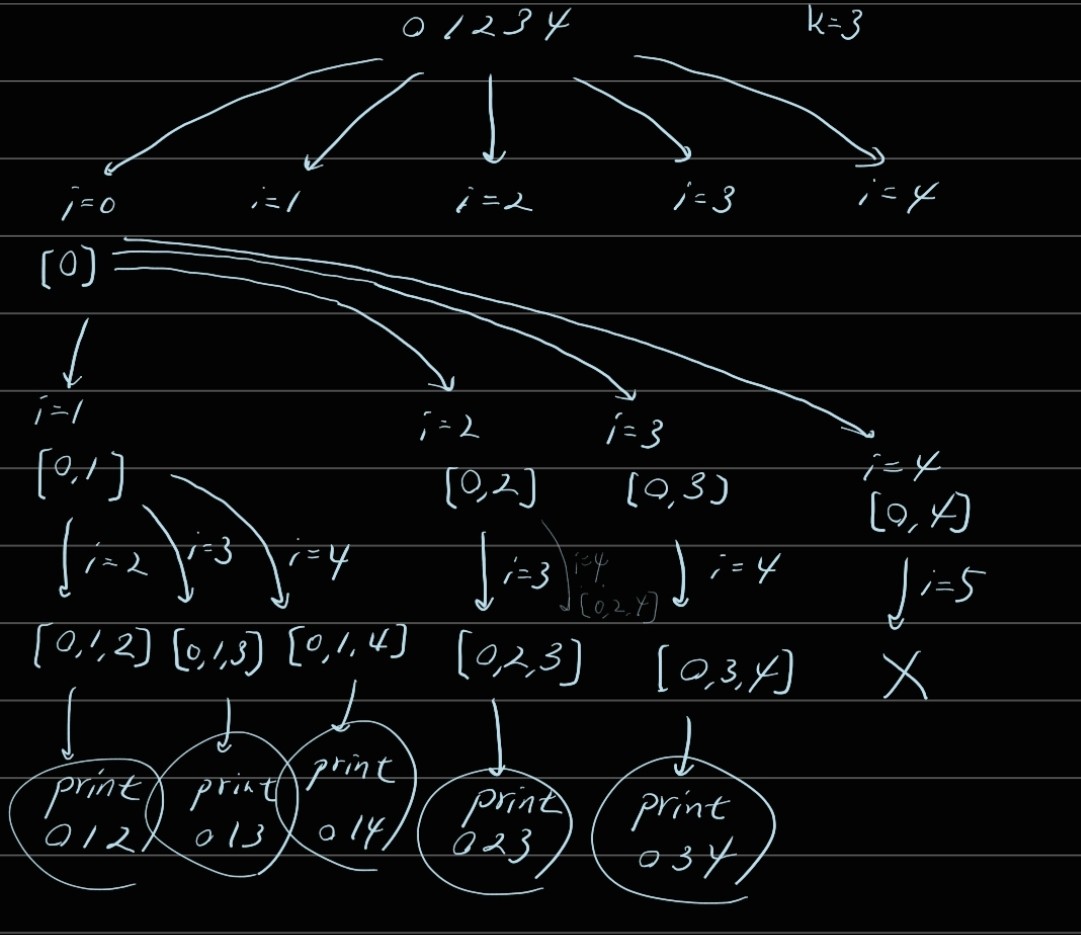 0 1 2 3 4 k=3
i=0 i=1 i=2 i=3 i=4
[0]
i=1 i=2 i=3 i=4
[0,1] [0,2] [0,3) [0,4]
i=2 i=3 i=4 i=3 i=4 i=4 i=5
[0,2,4]
[0,1,2] [0,1,3] [0,1,4] [0,2,3] [0,3,4] X
print print print print print
012 013 014 023 034